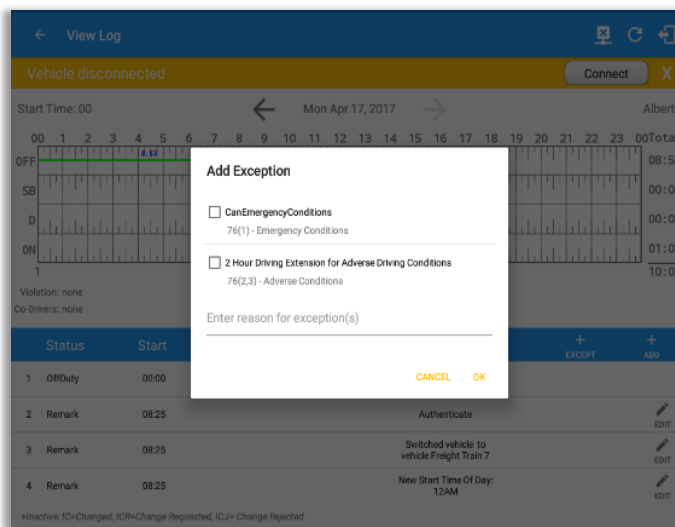 View Log
Vehicle disconnected
Connect X
Start Time: 00
Mon Apr 17, 2017
Albert
00 1 2 3 4 5 6 7 8 9 10 11 12 13 14 15 16 17 18 19 20 21 22 23 00Tota
8:53
OFF 08:5
SB 00:0
D 00:0
ON 01:0
1 10:0
Violation: none
Co-Drivers: none
Add Exception
CanEmergencyConditions
76(1) - Emergency Conditions
2 Hour Driving Extension for Adverse Driving Conditions
76(2,3) - Adverse Conditions
Enter reason for exception(s)
CANCEL OK
Status Start
+ EXCEPT
+ ADD
1 OffDuty 00:00
2 Remark 08:25 Authenticate EDIT
3 Remark 08:25 Switched vehicle to
vehicle Freight Train 7 EDIT
4 Remark 08:25 New Start Time Of Day:
12AM EDIT
+Inactive: IC=Changed, ICR=Change Requested, ICJ= Change Rejected